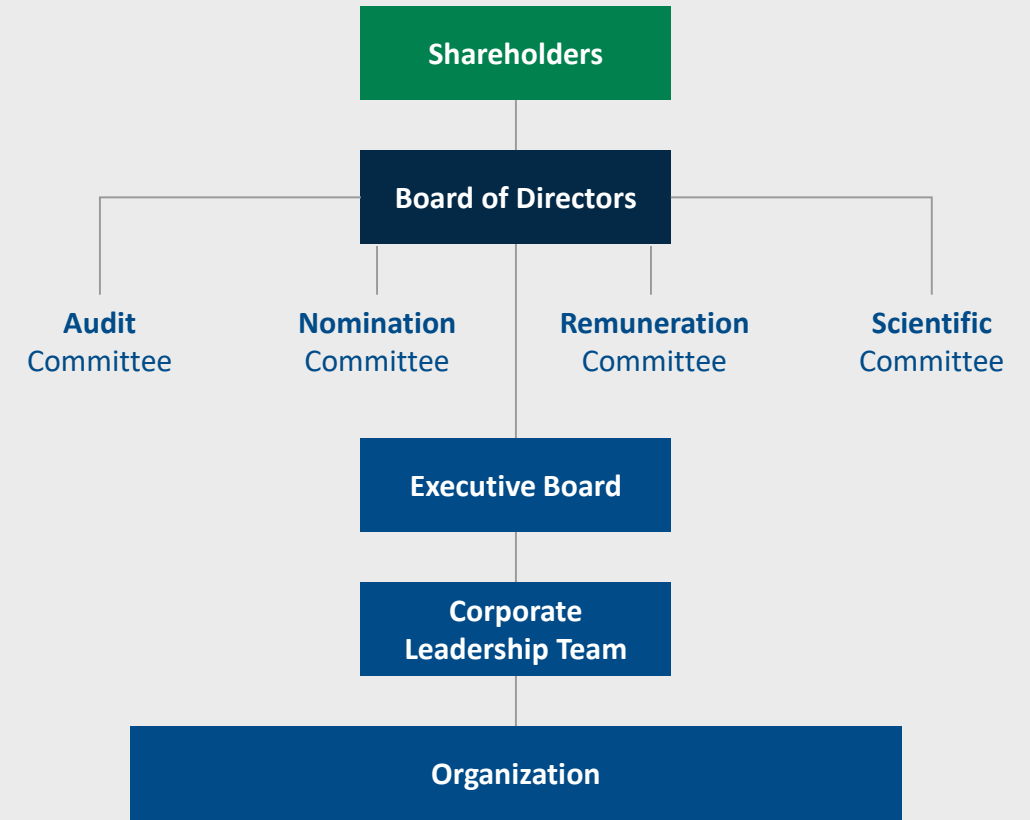 Shareholders
Board of Directors
Audit
Committee
Nomination
Committee
Remuneration
Committee
Scientific
Committee
Executive Board
Corporate
Leadership Team
Organization